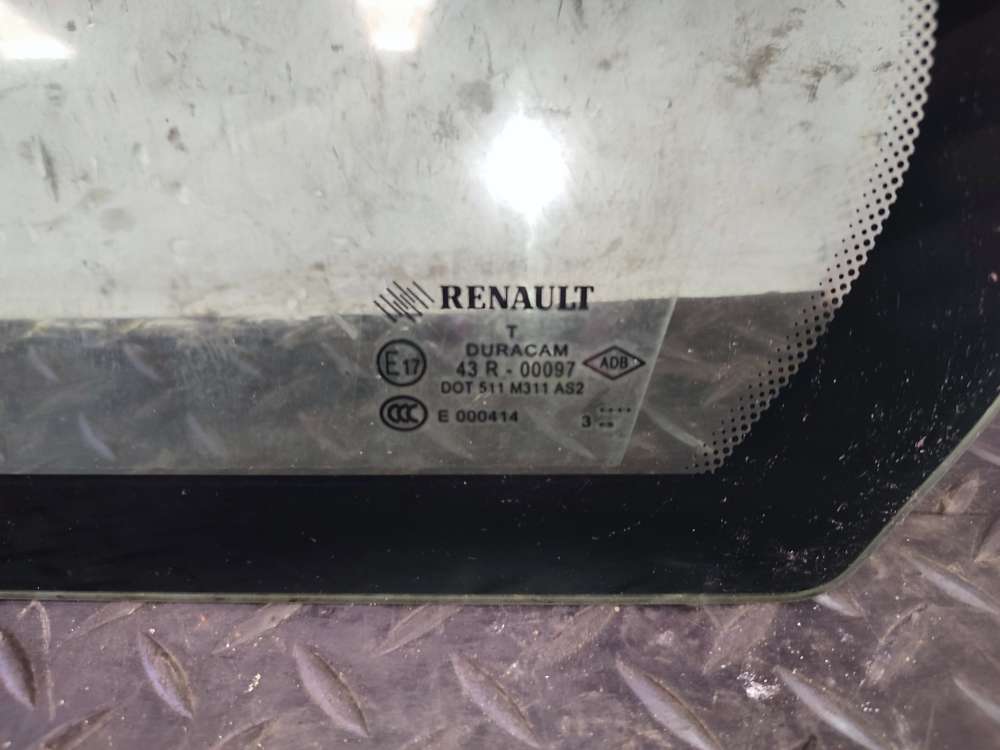 RENAULT
T
DURACAM
E17 43 R - 00097 ADB
DOT 511 M311 AS2
CCC E 000414 3